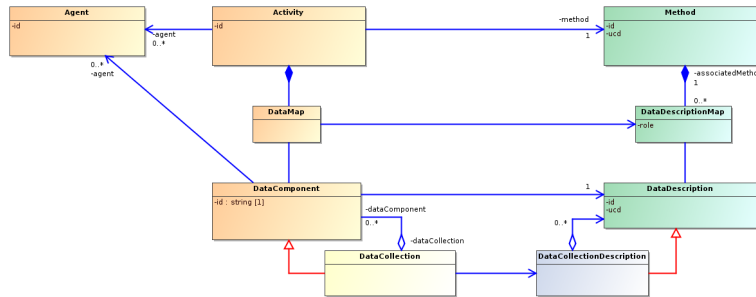 Agent
-id
Activity
-id
Method
-id
-ucd
-agent
0..*
-method
1
0..*
-agent
-associatedMetho
1
0..*
DataMap
DataDescriptionMap
-role
DataComponent
-id : string [1]
1
DataDescription
-id
-ucd
-dataComponent
0..*
-dataCollection
0..*
DataCollection
DataCollectionDescription